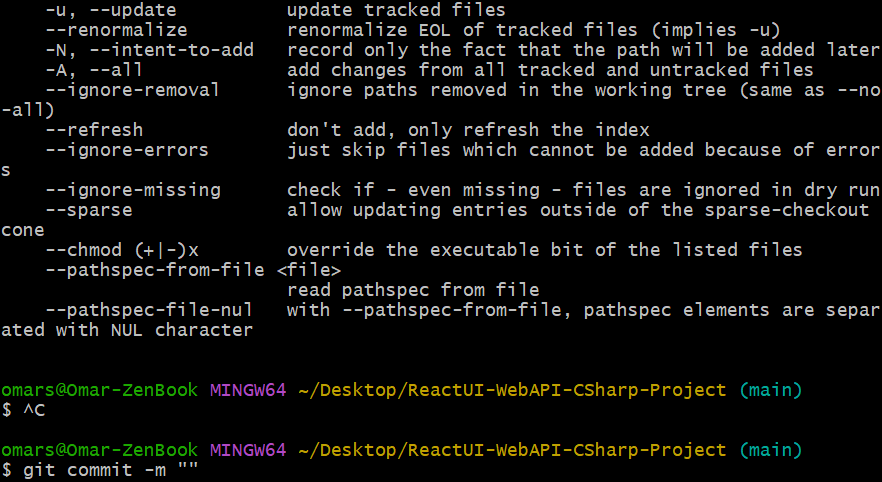 -u, --update          update tracked files
--renormalize         renormalize EOL of tracked files (implies -u)
-N, --intent-to-add   record only the fact that the path will be added later
-A, --all             add changes from all tracked and untracked files
--ignore-removal      ignore paths removed in the working tree (same as --no
-all)
--refresh             don't add, only refresh the index
--ignore-errors       just skip files which cannot be added because of error
s
--ignore-missing      check if - even missing - files are ignored in dry run
--sparse              allow updating entries outside of the sparse-checkout
cone
--chmod (+|-)x        override the executable bit of the listed files
--pathspec-from-file <file>
read pathspec from file
--pathspec-file-nul   with --pathspec-from-file, pathspec elements are separ
ated with NUL character
omars@Omar-ZenBook MINGW64 ~/Desktop/ReactUI-WebAPI-CSharp-Project (main)
$ ^C
omars@Omar-ZenBook MINGW64 ~/Desktop/ReactUI-WebAPI-CSharp-Project (main)
$ git commit -m ""